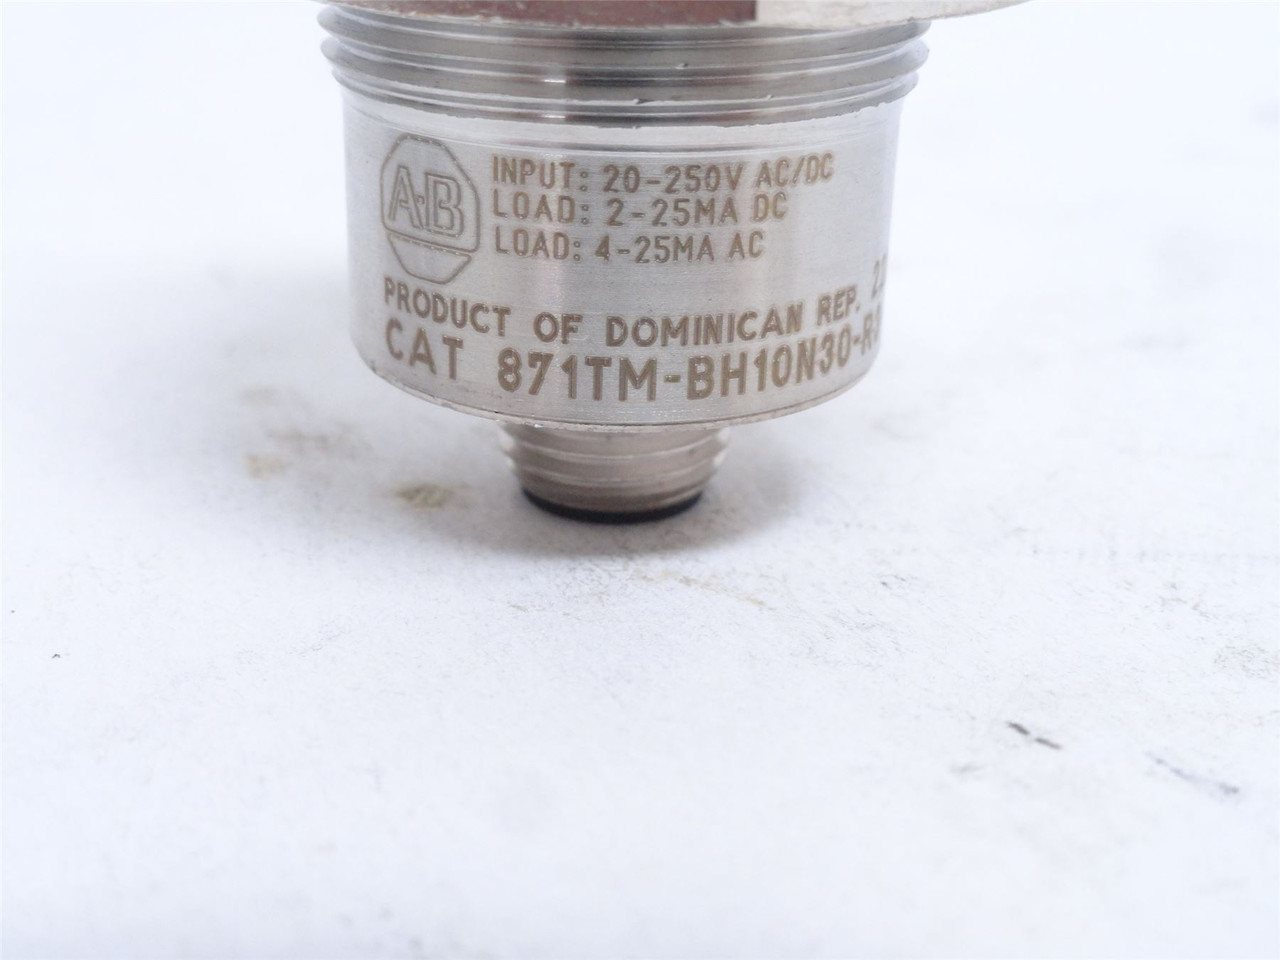 A-B
INPUT: 20-250V AC/DC
LOAD: 2-25MA DC
LOAD: 4-25MA AC
PRODUCT OF DOMINICAN REP.
CAT 871TM-BH10N30-R